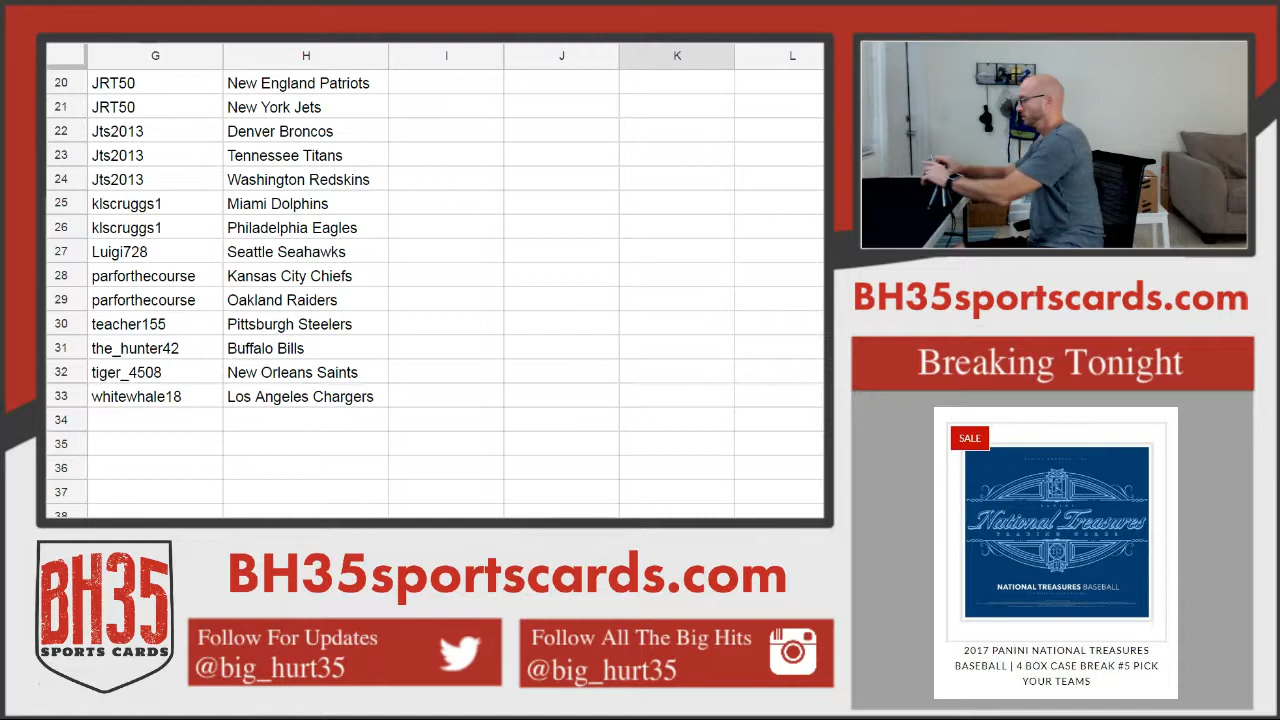 G H I J K L
20 JRT50 New England Patriots
21 JRT50 New York Jets
22 Jts2013 Denver Broncos
23 Jts2013 Tennessee Titans
24 Jts2013 Washington Redskins
25 klscruggs1 Miami Dolphins
26 klscruggs1 Philadelphia Eagles
27 Luigi728 Seattle Seahawks
28 parforthecourse Kansas City Chiefs
29 parforthecourse Oakland Raiders
30 teacher155 Pittsburgh Steelers
31 the_hunter42 Buffalo Bills
32 tiger_4508 New Orleans Saints
33 whitewhale18 Los Angeles Chargers
34
35
36
37
38
BH35
SPORTS CARDS
BH35sportscards.com
Follow For Updates
@big_hurt35
Follow All The Big Hits
@big_hurt35
BH35sportscards.com
Breaking Tonight
SALE
National Treasures
TRADING CARDS
NATIONAL TREASURES BASEBALL
2017 PANINI NATIONAL TREASURES
BASEBALL | 4 BOX CASE BREAK #5 PICK
YOUR TEAMS